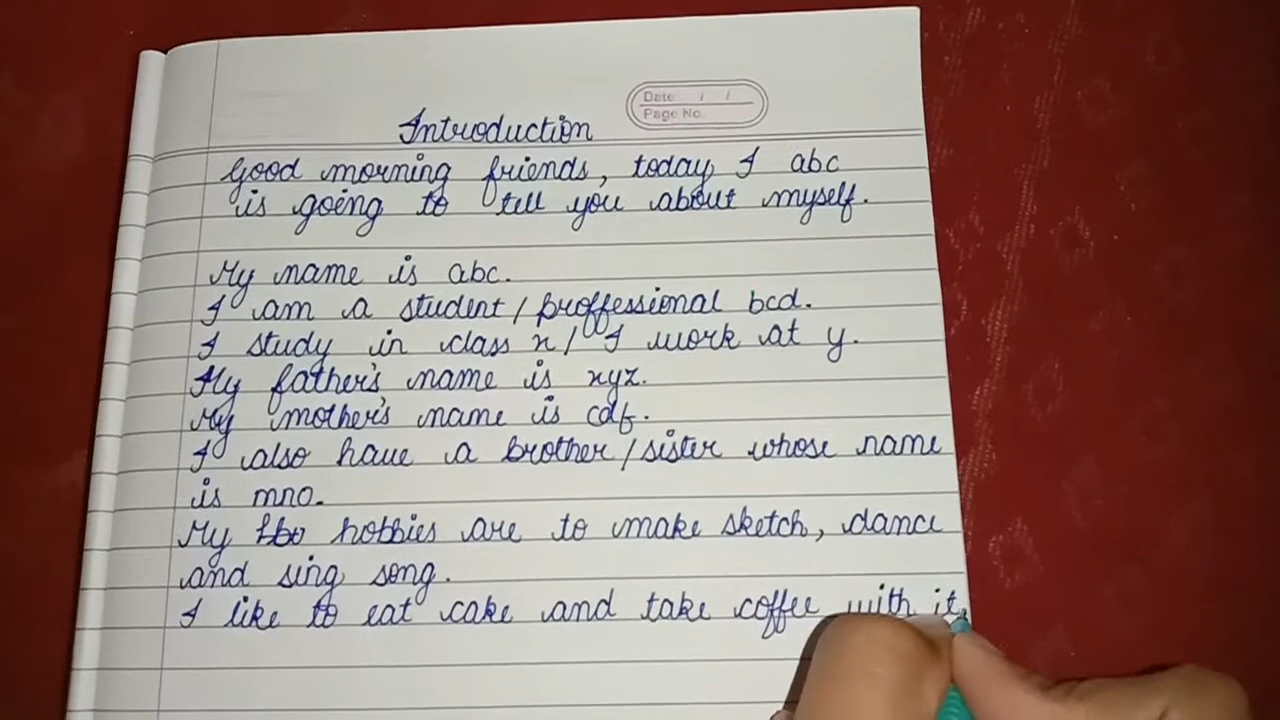 Date / /
Page No.
Introduction
Good morning friends, today I abc
is going to tell you about myself.
My name is abc.
I am a student/proffessional bcd.
I study in class x/ I work at y.
My father's name is xyz.
My mother's name is cdf.
I also have a brother/sister whose name
is mno.
My hobbies are to make sketch, dance
and sing song.
I like to eat cake and take coffee with it.